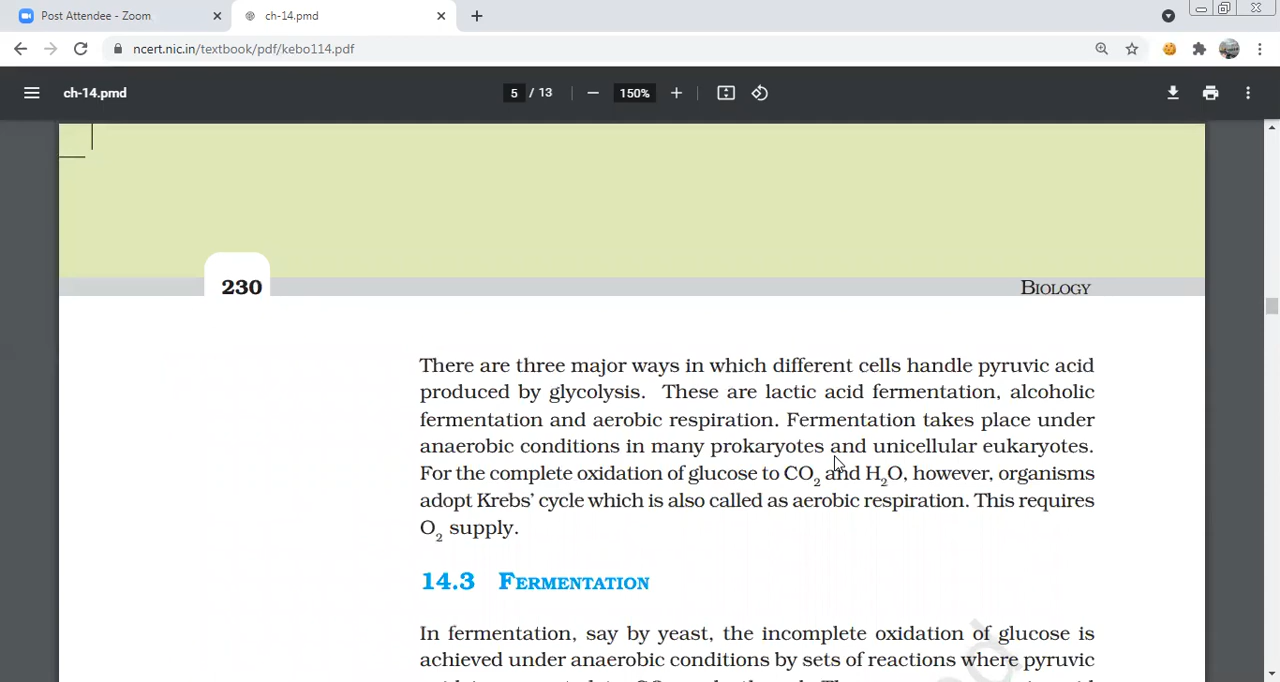 Post Attendee - Zoom
ch-14.pmd
ncert.nic.in/textbook/pdf/kebo114.pdf
ch-14.pmd
5 / 13
150%
230
BIOLOGY
There are three major ways in which different cells handle pyruvic acid
produced by glycolysis. These are lactic acid fermentation, alcoholic
fermentation and aerobic respiration. Fermentation takes place under
anaerobic conditions in many prokaryotes and unicellular eukaryotes.
For the complete oxidation of glucose to CO₂ and H₂O, however, organisms
adopt Krebs' cycle which is also called as aerobic respiration. This requires
O₂ supply.
14.3 FERMENTATION
In fermentation, say by yeast, the incomplete oxidation of glucose is
achieved under anaerobic conditions by sets of reactions where pyruvic